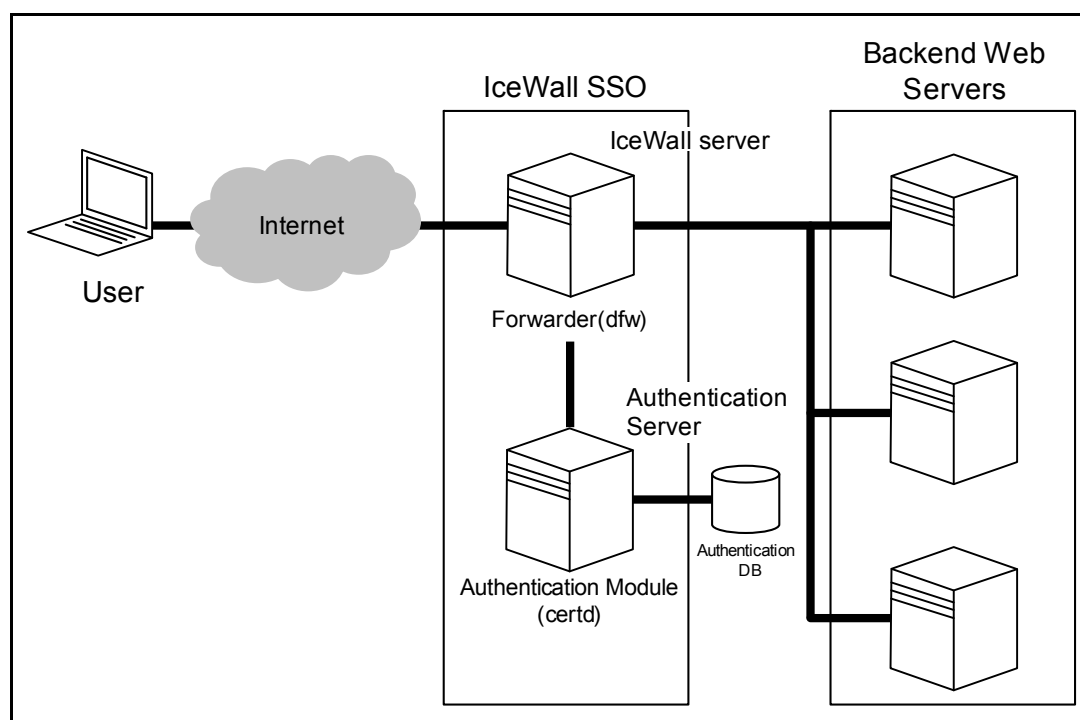 Backend Web
Servers
IceWall SSO
IceWall server
Internet
User
Forwarder(dfw)
Authentication
Server
Authentication
DB
Authentication Module
(certd)